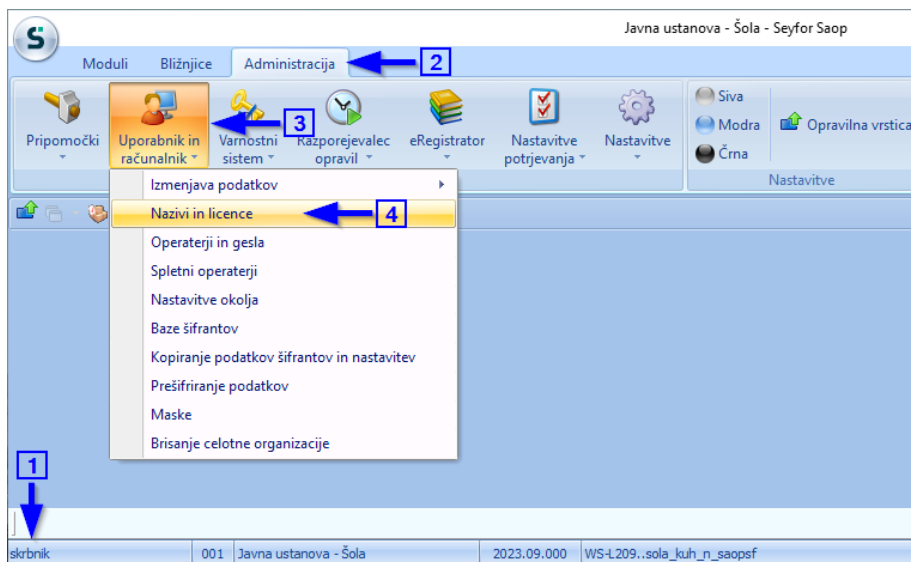 S
Javna ustanova - Šola - Seyfor Saop
Moduli Bližnjice Administracija 2
Pripomočki
Uporabnik in računalnik
3
Varnostni sistem
Razporejevalec opravil
eRegistrator
Nastavitve potrjevanja
Nastavitve
Siva
Modra
Črna
Opravilna vrstica
Nastavitve
Izmenjava podatkov
Nazivi in licence 4
Operaterji in gesla
Spletni operaterji
Nastavitve okolja
Baze šifrantov
Kopiranje podatkov šifrantov in nastavitev
Prešifriranje podatkov
Maske
Brisanje celotne organizacije
1
skrbnik 001 Javna ustanova - Šola 2023.09.000 WS-L209..sola_kuh_n_saopsf